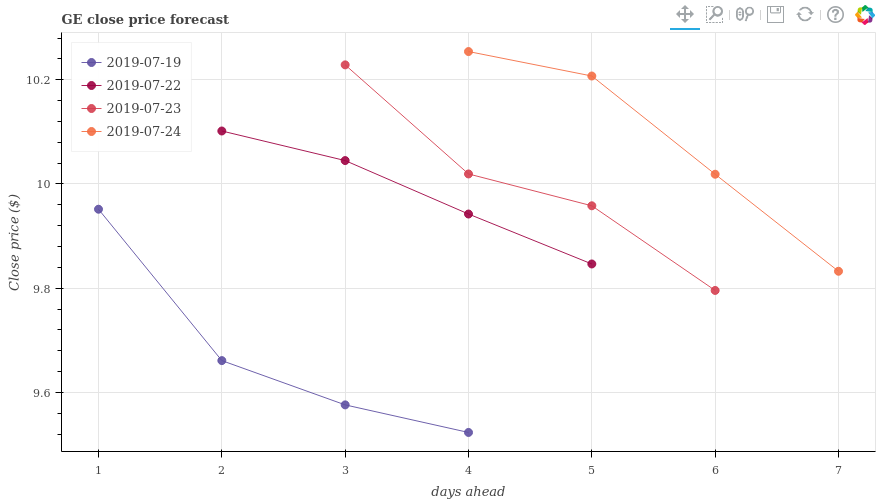 GE close price forecast
2019-07-19
2019-07-22
2019-07-23
2019-07-24
Close price ($)
10.2
10
9.8
9.6
1 2 3 4 5 6 7
days ahead